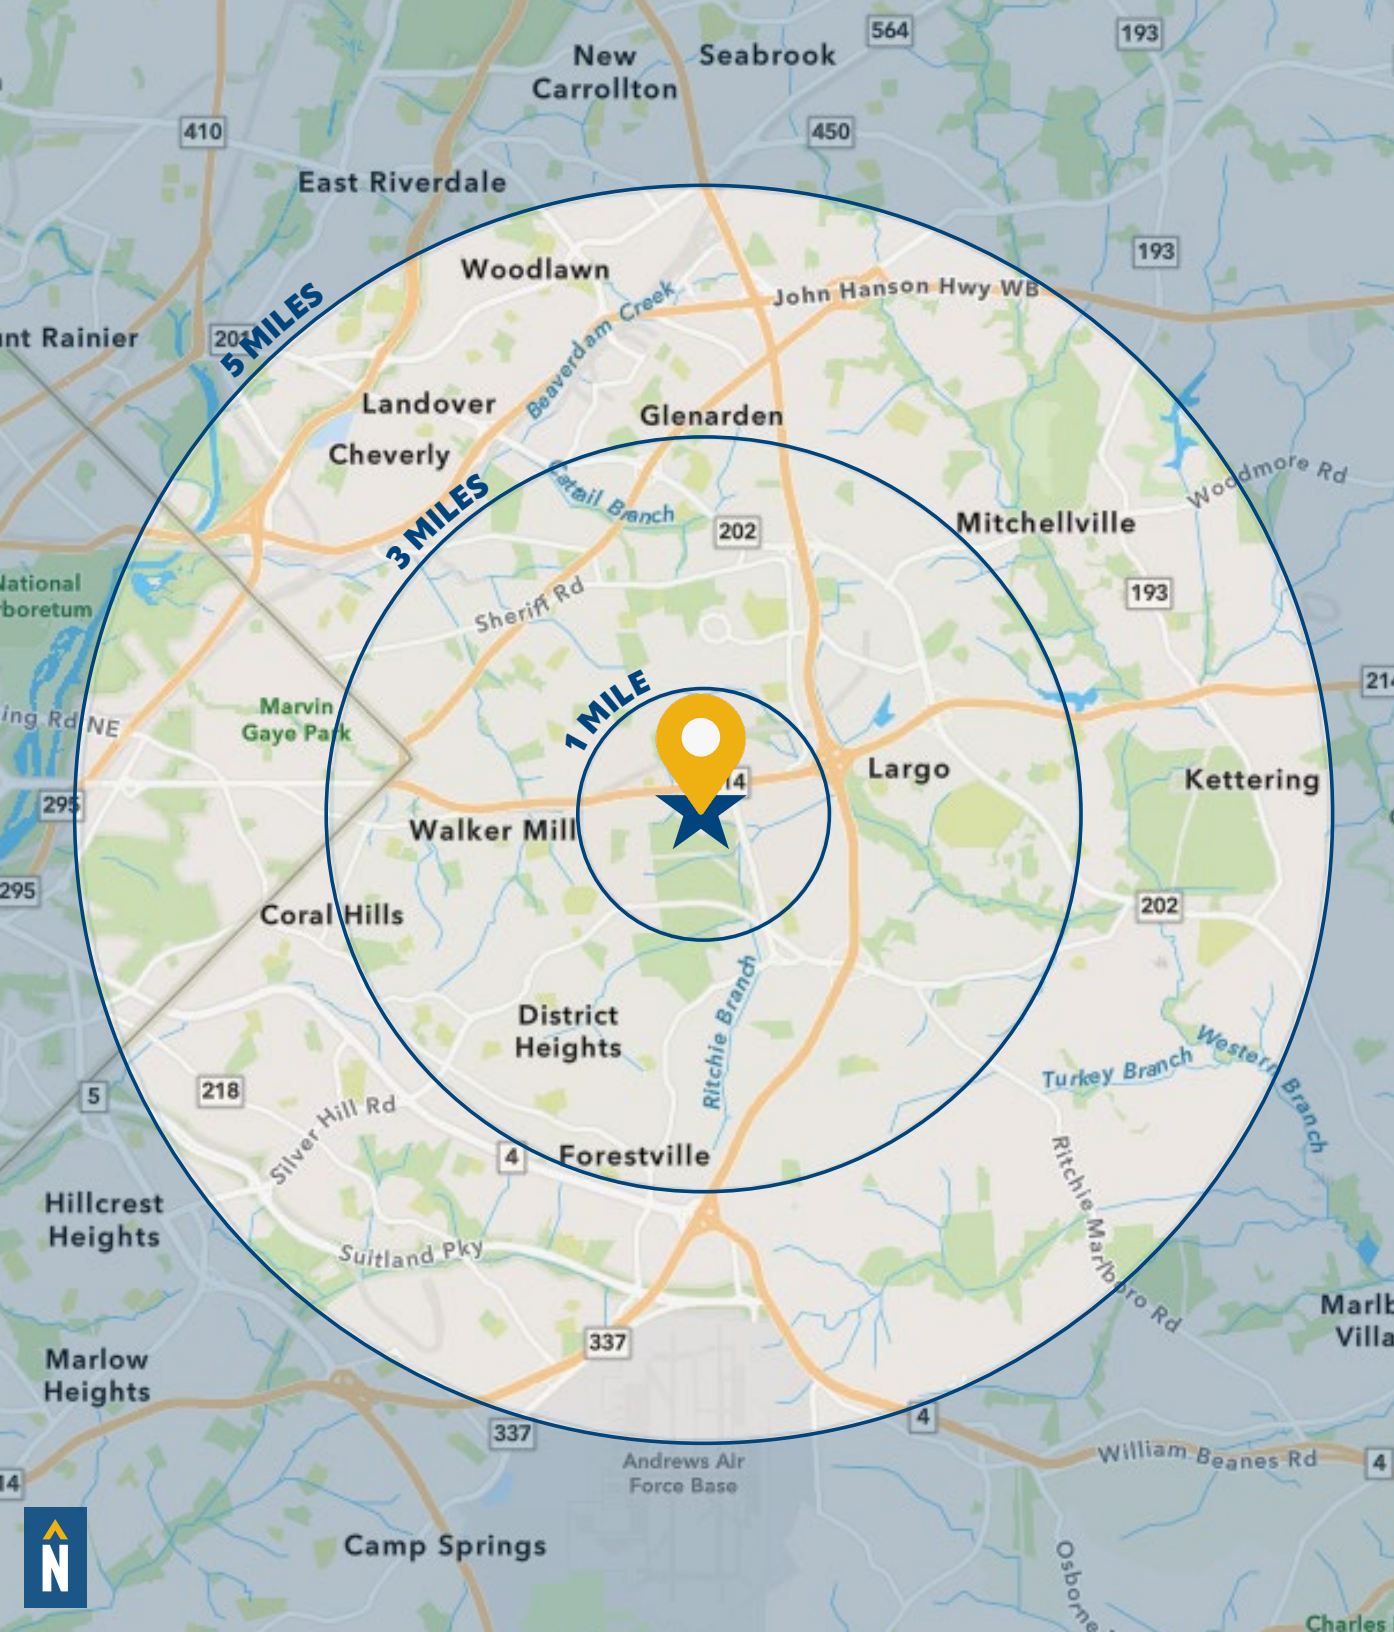 564
193
New
Carrollton
Seabrook
410
450
East Riverdale
193
Woodlawn
John Hanson Hwy WB
Beaverdam Creek
5 MILES
201
nt Rainier
Landover
Glenarden
Cheverly
3 MILES
Catail Branch
Woodmore Rd
202
Mitchellville
National
rboretum
193
Sheriff Rd
1 MILE
214
Marvin
Gaye Park
ing Rd NE
14
Largo
Kettering
295
Walker Mill
295
Coral Hills
202
District
Heights
Ritchie Branch
Western Branch
Turkey Branch
218
5
Silver Hill Rd
4
Forestville
Ritchie Marlboro Rd
Hillcrest
Heights
Suitland Pky
Marlb
Villa
337
Marlow
Heights
4
337
William Beanes Rd
4
Andrews Air
Force Base
14
N
Camp Springs
Osborne
Charles